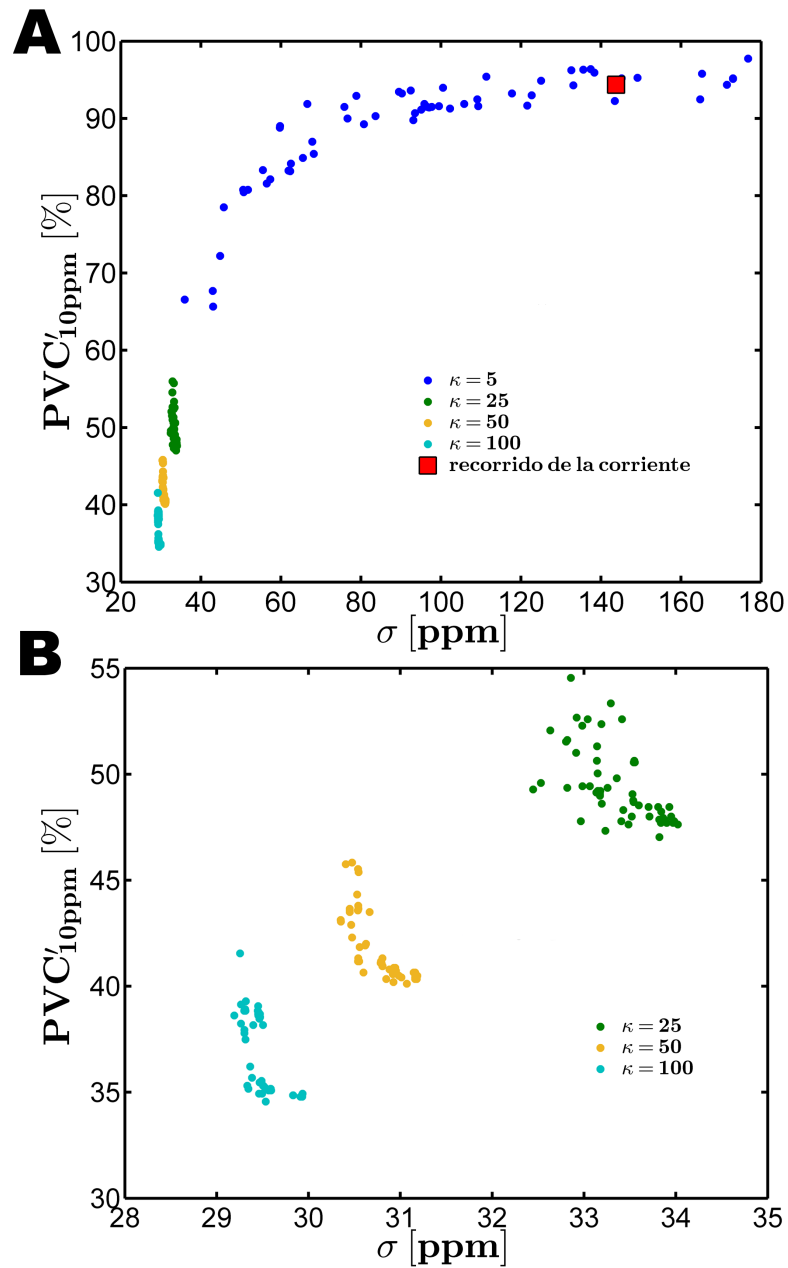 A
PVC′10ppm [%]
100
90
80
70
60
50
40
30
κ = 5
κ = 25
κ = 50
κ = 100
recorrido de la corriente
20 40 60 80 100 120 140 160 180
σ [ppm]
B
PVC′10ppm [%]
55
50
45
40
35
30
κ = 25
κ = 50
κ = 100
28 29 30 31 32 33 34 35
σ [ppm]